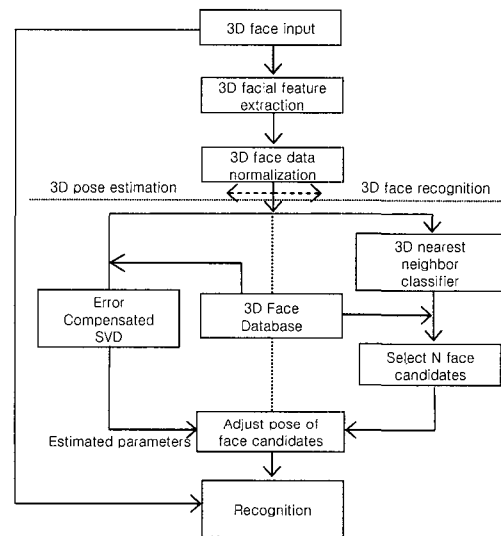 3D face input
3D facial feature
extraction
3D face data
normalization
3D pose estimation
3D face recognition
3D nearest
neighbor
classifier
Error
Compensated
SVD
3D Face
Database
Select N face
candidates
Estimated parameters
Adjust pose of
face candidates
Recognition